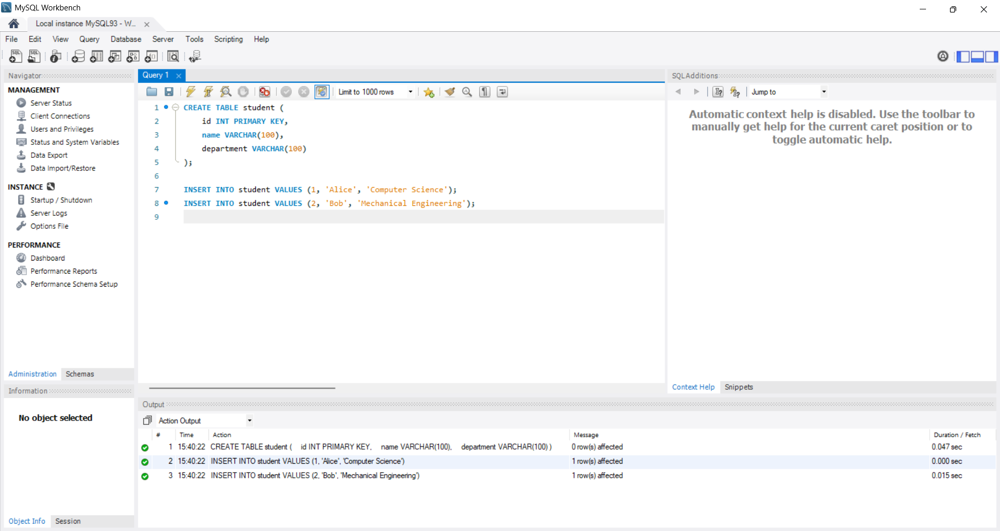 MySQL Workbench
Local instance MySQL93 - W...
File Edit View Query Database Server Tools Scripting Help
Navigator
MANAGEMENT
Server Status
Client Connections
Users and Privileges
Status and System Variables
Data Export
Data Import/Restore
INSTANCE
Startup / Shutdown
Server Logs
Options File
PERFORMANCE
Dashboard
Performance Reports
Performance Schema Setup
Administration Schemas
Information
No object selected
Object Info Session
Query 1
Limit to 1000 rows
1 CREATE TABLE student (
2 id INT PRIMARY KEY,
3 name VARCHAR(100),
4 department VARCHAR(100)
5 );
6
7 INSERT INTO student VALUES (1, 'Alice', 'Computer Science');
8 INSERT INTO student VALUES (2, 'Bob', 'Mechanical Engineering');
9
SQLAdditions
Jump to
Automatic context help is disabled. Use the toolbar to
manually get help for the current caret position or to
toggle automatic help.
Context Help Snippets
Output
Action Output
# Time Action Message Duration / Fetch
1 15:40:22 CREATE TABLE student ( id INT PRIMARY KEY, name VARCHAR(100), department VARCHAR(100) ) 0 row(s) affected 0.047 sec
2 15:40:22 INSERT INTO student VALUES (1, 'Alice', 'Computer Science') 1 row(s) affected 0.000 sec
3 15:40:22 INSERT INTO student VALUES (2, 'Bob', 'Mechanical Engineering') 1 row(s) affected 0.015 sec